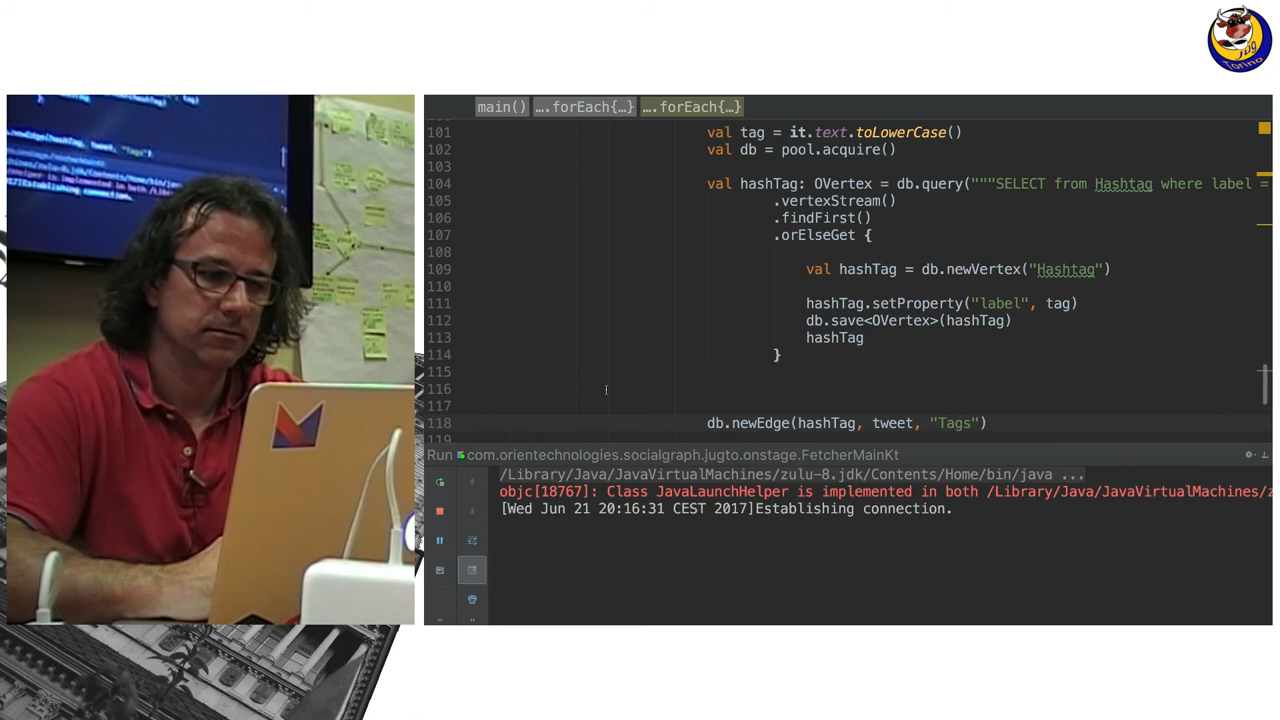 Jug
Torino
main() ….forEach{…} ….forEach{…}
101 val tag = it.text.toLowerCase()
102 val db = pool.acquire()
103
104 val hashTag: OVertex = db.query("""SELECT from Hashtag where label =
105 .vertexStream()
106 .findFirst()
107 .orElseGet {
108
109 val hashTag = db.newVertex("Hashtag")
110
111 hashTag.setProperty("label", tag)
112 db.save<OVertex>(hashTag)
113 hashTag
114 }
115
116
117
118 db.newEdge(hashTag, tweet, "Tags")
119
Run com.orientechnologies.socialgraph.jugto.onstage.FetcherMainKt
/Library/Java/JavaVirtualMachines/zulu-8.jdk/Contents/Home/bin/java ...
objc[18767]: Class JavaLaunchHelper is implemented in both /Library/Java/JavaVirtualMachines/z
[Wed Jun 21 20:16:31 CEST 2017]Establishing connection.